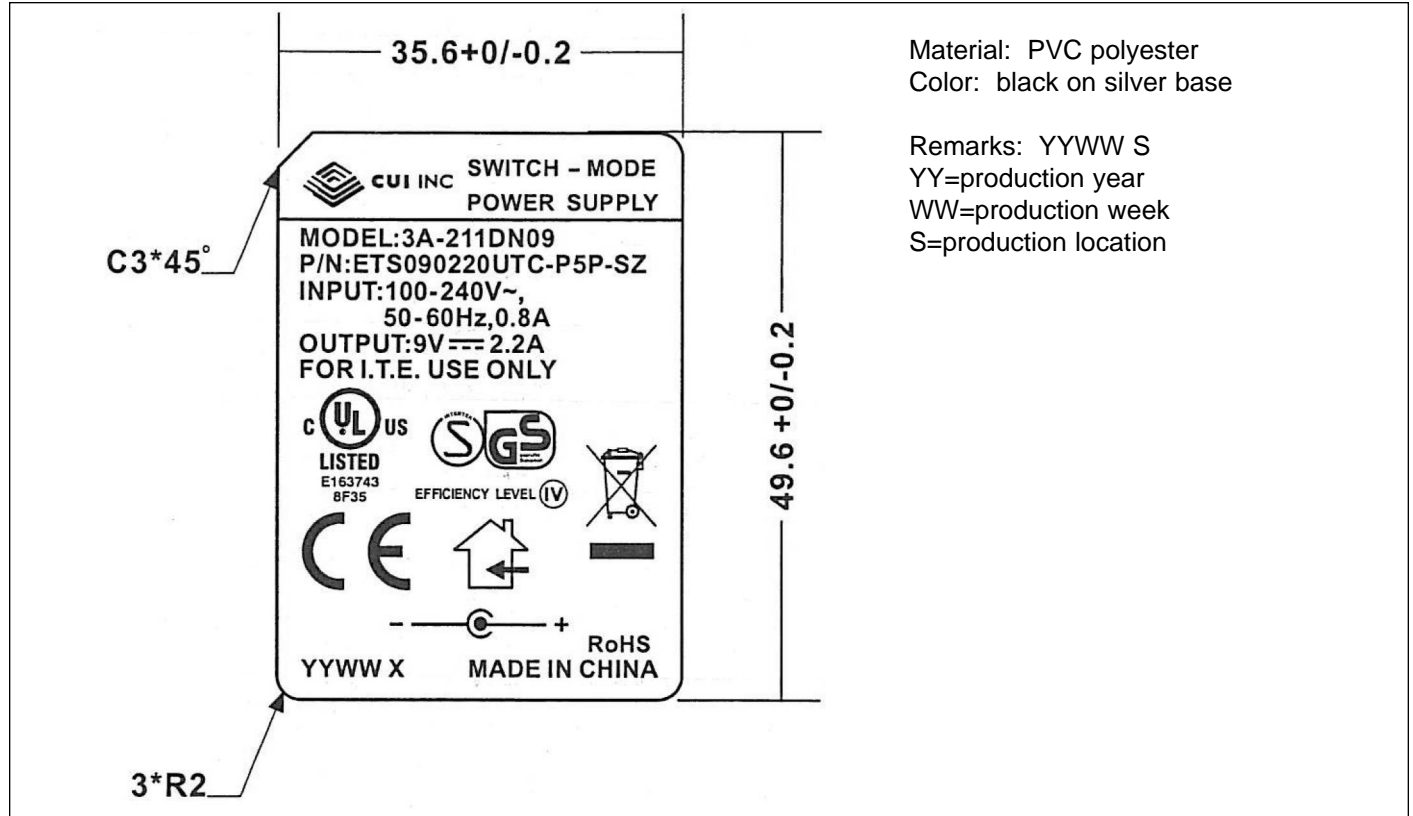 35.6+0/-0.2
Material: PVC polyester
Color: black on silver base
Remarks: YYWW S
YY=production year
WW=production week
S=production location
CUI INC
SWITCH – MODE
POWER SUPPLY
C3*45°
MODEL:3A-211DN09
P/N:ETS090220UTC-P5P-SZ
INPUT:100-240V~,
50-60Hz,0.8A
OUTPUT:9V⎓2.2A
FOR I.T.E. USE ONLY
49.6 +0/-0.2
C UL US
LISTED
E163743
8F35
INTERTEK
S
GS
EFFICIENCY LEVEL IV
CE
- +
RoHS
YYWW X MADE IN CHINA
3*R2